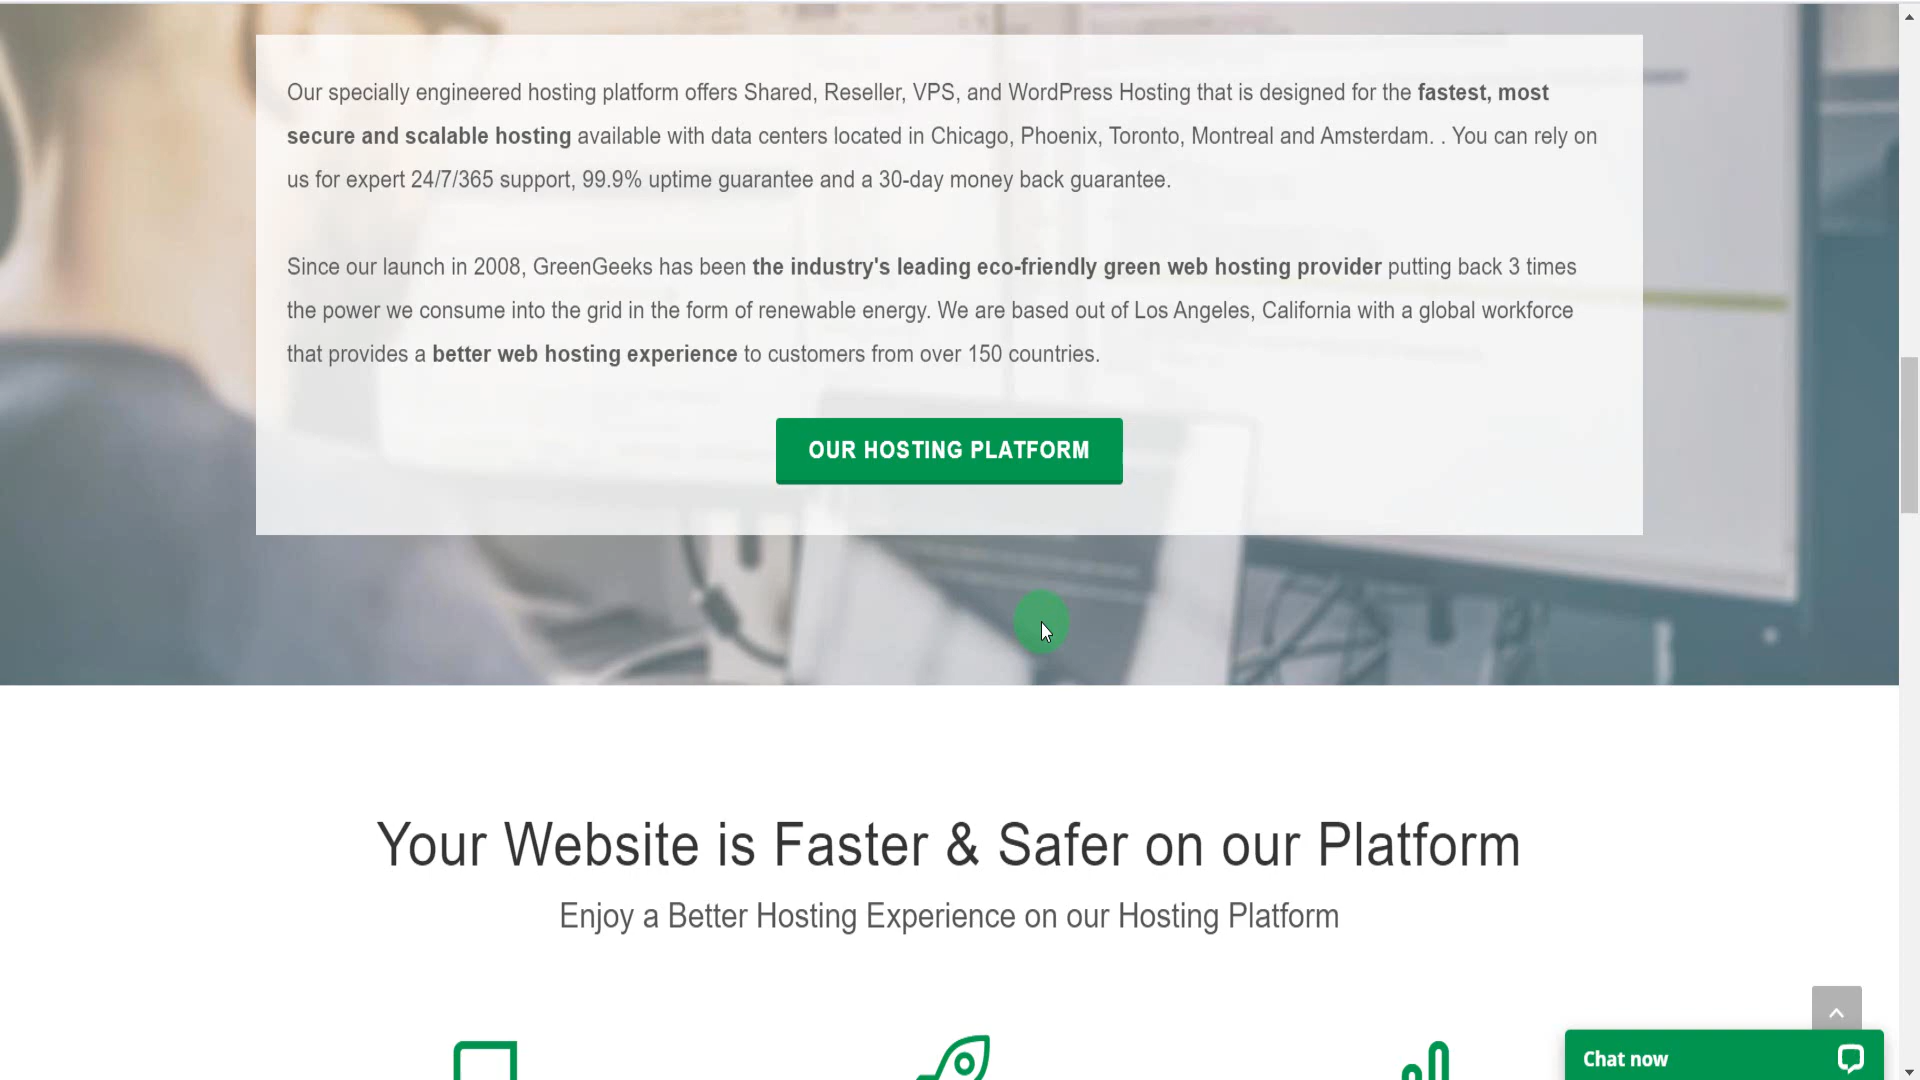 Our specially engineered hosting platform offers Shared, Reseller, VPS, and WordPress Hosting that is designed for the fastest, most
secure and scalable hosting available with data centers located in Chicago, Phoenix, Toronto, Montreal and Amsterdam. . You can rely on
us for expert 24/7/365 support, 99.9% uptime guarantee and a 30-day money back guarantee.
Since our launch in 2008, GreenGeeks has been the industry's leading eco-friendly green web hosting provider putting back 3 times
the power we consume into the grid in the form of renewable energy. We are based out of Los Angeles, California with a global workforce
that provides a better web hosting experience to customers from over 150 countries.
OUR HOSTING PLATFORM
Your Website is Faster & Safer on our Platform
Enjoy a Better Hosting Experience on our Hosting Platform
Chat now